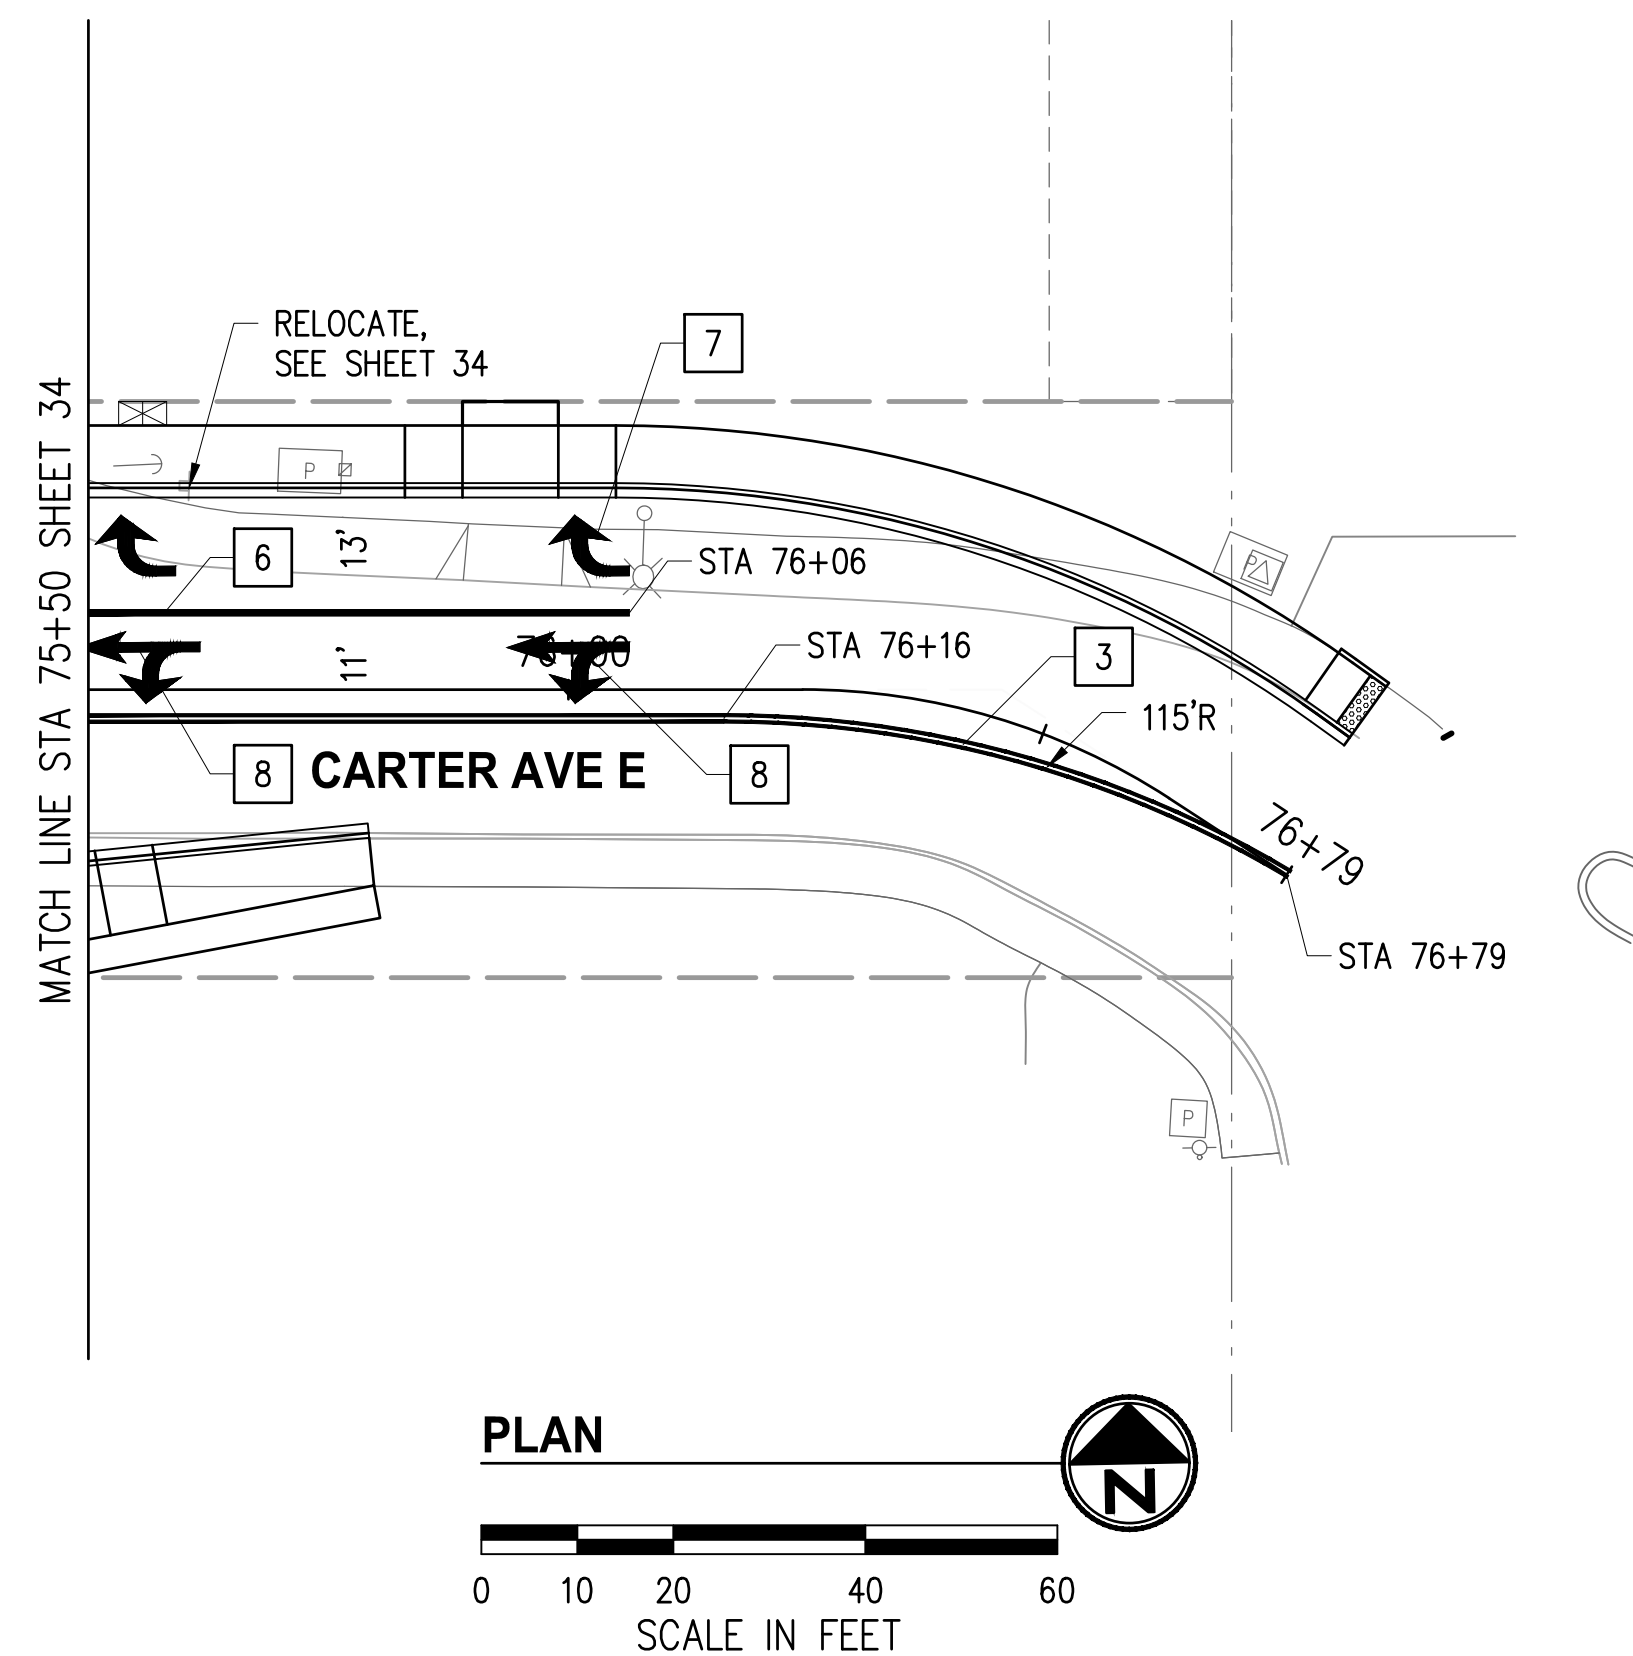 RELOCATE,
SEE SHEET 34
7
P
P
6
13'
STA 76+06
MATCH LINE STA 75+50 SHEET 34
11'
76+00
STA 76+16
3
115'R
8
CARTER AVE E
8
76+79
STA 76+79
P
PLAN
N
0 10 20 40 60
SCALE IN FEET